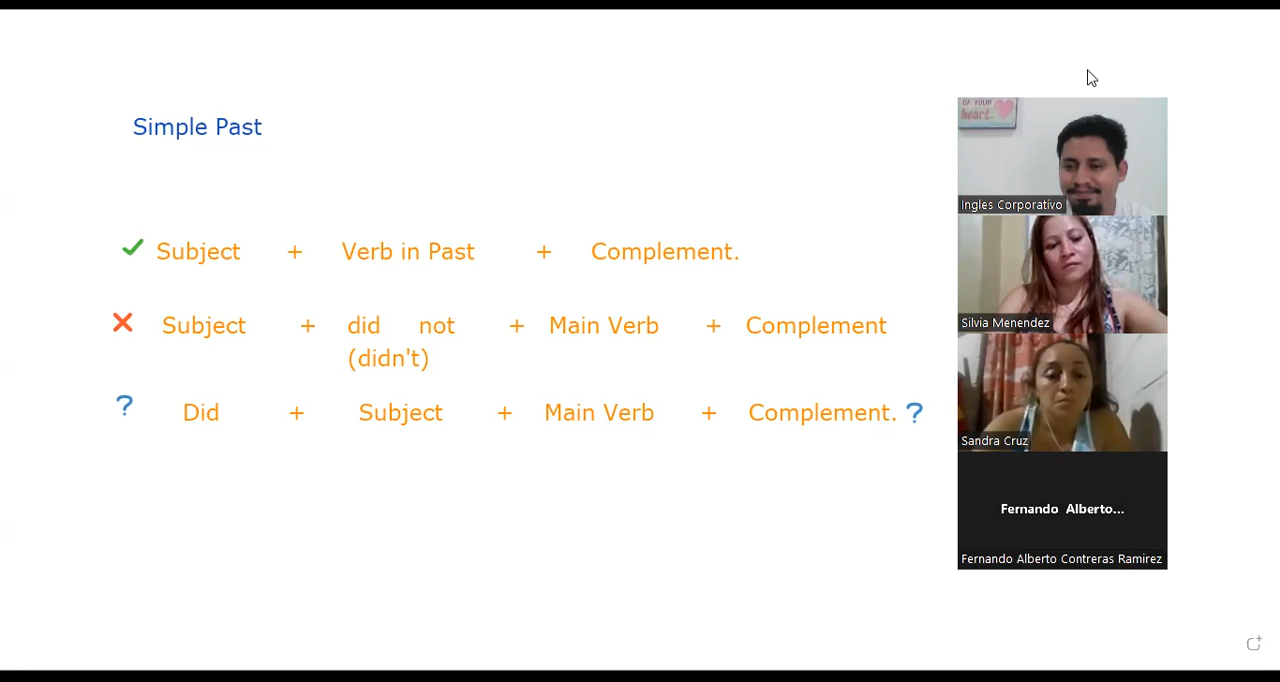 Simple Past
✓ Subject + Verb in Past + Complement.
✗ Subject + did not + Main Verb + Complement
(didn't)
? Did + Subject + Main Verb + Complement. ?
OF YOUR
heart.
Ingles Corporativo
Silvia Menendez
Sandra Cruz
Fernando Alberto...
Fernando Alberto Contreras Ramirez